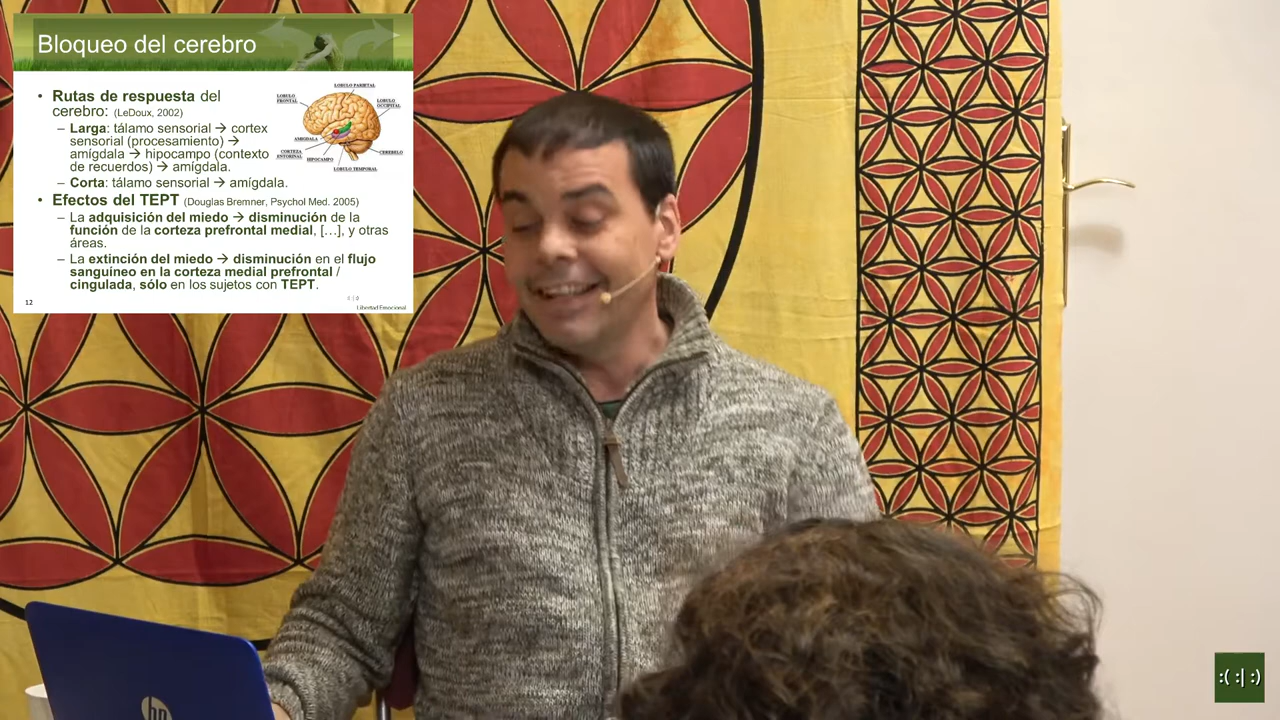 Bloqueo del cerebro
• Rutas de respuesta del
cerebro: (LeDoux, 2002)
– Larga: tálamo sensorial → cortex
sensorial (procesamiento) →
amígdala → hipocampo (contexto
de recuerdos) → amígdala.
– Corta: tálamo sensorial → amígdala.
LOBULO PARIETAL
LOBULO
FRONTAL
LOBULO
OCCIPITAL
AMIGDALA
CORTEZA
ENTORINAL
HIPOCAMPO
CEREBELO
LOBULO TEMPORAL
• Efectos del TEPT (Douglas Bremner, Psychol Med. 2005)
– La adquisición del miedo → disminución de la
función de la corteza prefrontal medial, […], y otras
áreas.
– La extinción del miedo → disminución en el flujo
sanguíneo en la corteza medial prefrontal /
cingulada, sólo en los sujetos con TEPT.
12
Libertad Emocional
hp
:( :| :)